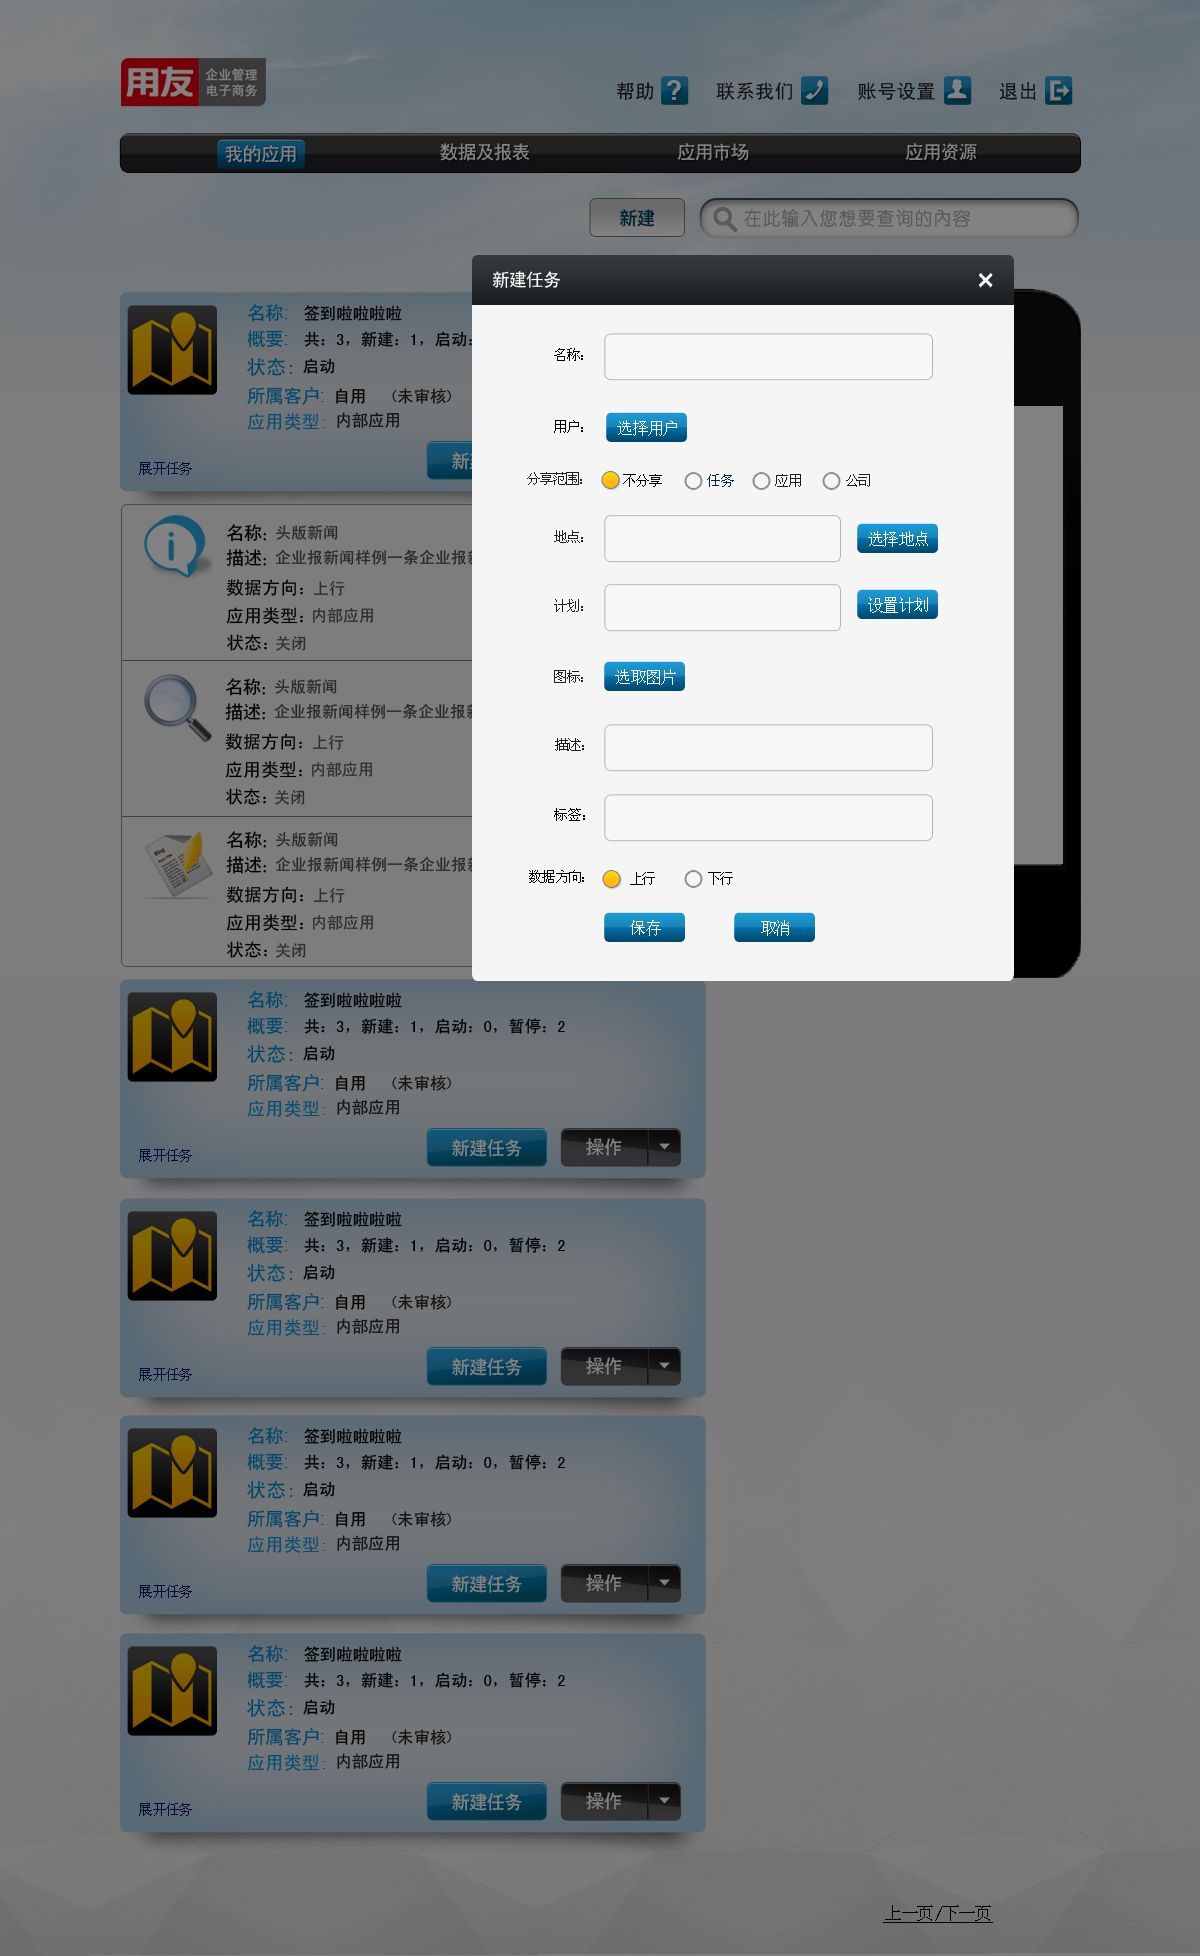 用友 企业管理
电子商务
帮助 ? 联系我们 账号设置 退出
我的应用 数据及报表 应用市场 应用资源
新建 在此输入您想要查询的内容
新建任务 ×
名称:
用户: 选择用户
分享范围: 不分享 任务 应用 公司
地点: 选择地点
计划: 设置计划
图标: 选取图片
描述:
标签:
数据方向: 上行 下行
保存 取消
名称: 签到啦啦啦啦
概要: 共: 3, 新建: 1, 启动:
状态: 启动
所属客户: 自用 (未审核)
应用类型: 内部应用
展开任务 新
名称: 头版新闻
描述: 企业报新闻样例一条企业报
数据方向: 上行
应用类型: 内部应用
状态: 关闭
名称: 头版新闻
描述: 企业报新闻样例一条企业报
数据方向: 上行
应用类型: 内部应用
状态: 关闭
名称: 头版新闻
描述: 企业报新闻样例一条企业报
数据方向: 上行
应用类型: 内部应用
状态: 关闭
名称: 签到啦啦啦啦
概要: 共: 3, 新建: 1, 启动: 0, 暂停: 2
状态: 启动
所属客户: 自用 (未审核)
应用类型: 内部应用
展开任务 新建任务 操作
名称: 签到啦啦啦啦
概要: 共: 3, 新建: 1, 启动: 0, 暂停: 2
状态: 启动
所属客户: 自用 (未审核)
应用类型: 内部应用
展开任务 新建任务 操作
名称: 签到啦啦啦啦
概要: 共: 3, 新建: 1, 启动: 0, 暂停: 2
状态: 启动
所属客户: 自用 (未审核)
应用类型: 内部应用
展开任务 新建任务 操作
名称: 签到啦啦啦啦
概要: 共: 3, 新建: 1, 启动: 0, 暂停: 2
状态: 启动
所属客户: 自用 (未审核)
应用类型: 内部应用
展开任务 新建任务 操作
上一页/下一页